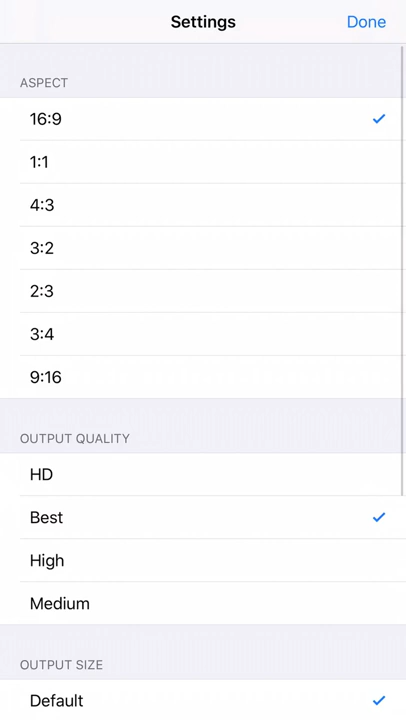 Settings
Done
ASPECT
16:9
1:1
4:3
3:2
2:3
3:4
9:16
OUTPUT QUALITY
HD
Best
High
Medium
OUTPUT SIZE
Default